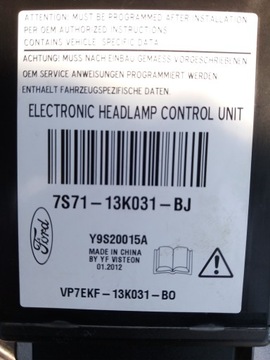 ATTENTION: MUST BE PROGRAMMED AFTER INSTALLATION
PER OEM AUTHORIZED INSTRUCTIONS
CONTAINS VEHICLE SPECIFIC DATA
ACHTUNG: MUSS NACH EINBAU GEMAESS VORGESCHRIEBENEN
OEM SERVICE ANWEISUNGEN PROGRAMMIERT WERDEN
ENTHAELT FAHRZEUGSPEZIFISCHE DATEN.
ELECTRONIC HEADLAMP CONTROL UNIT
7S71-13K031-BJ
Ford
Y9S20015A
MADE IN CHINA
BY YF VISTEON
01.2012
VP7EKF-13K031-BO